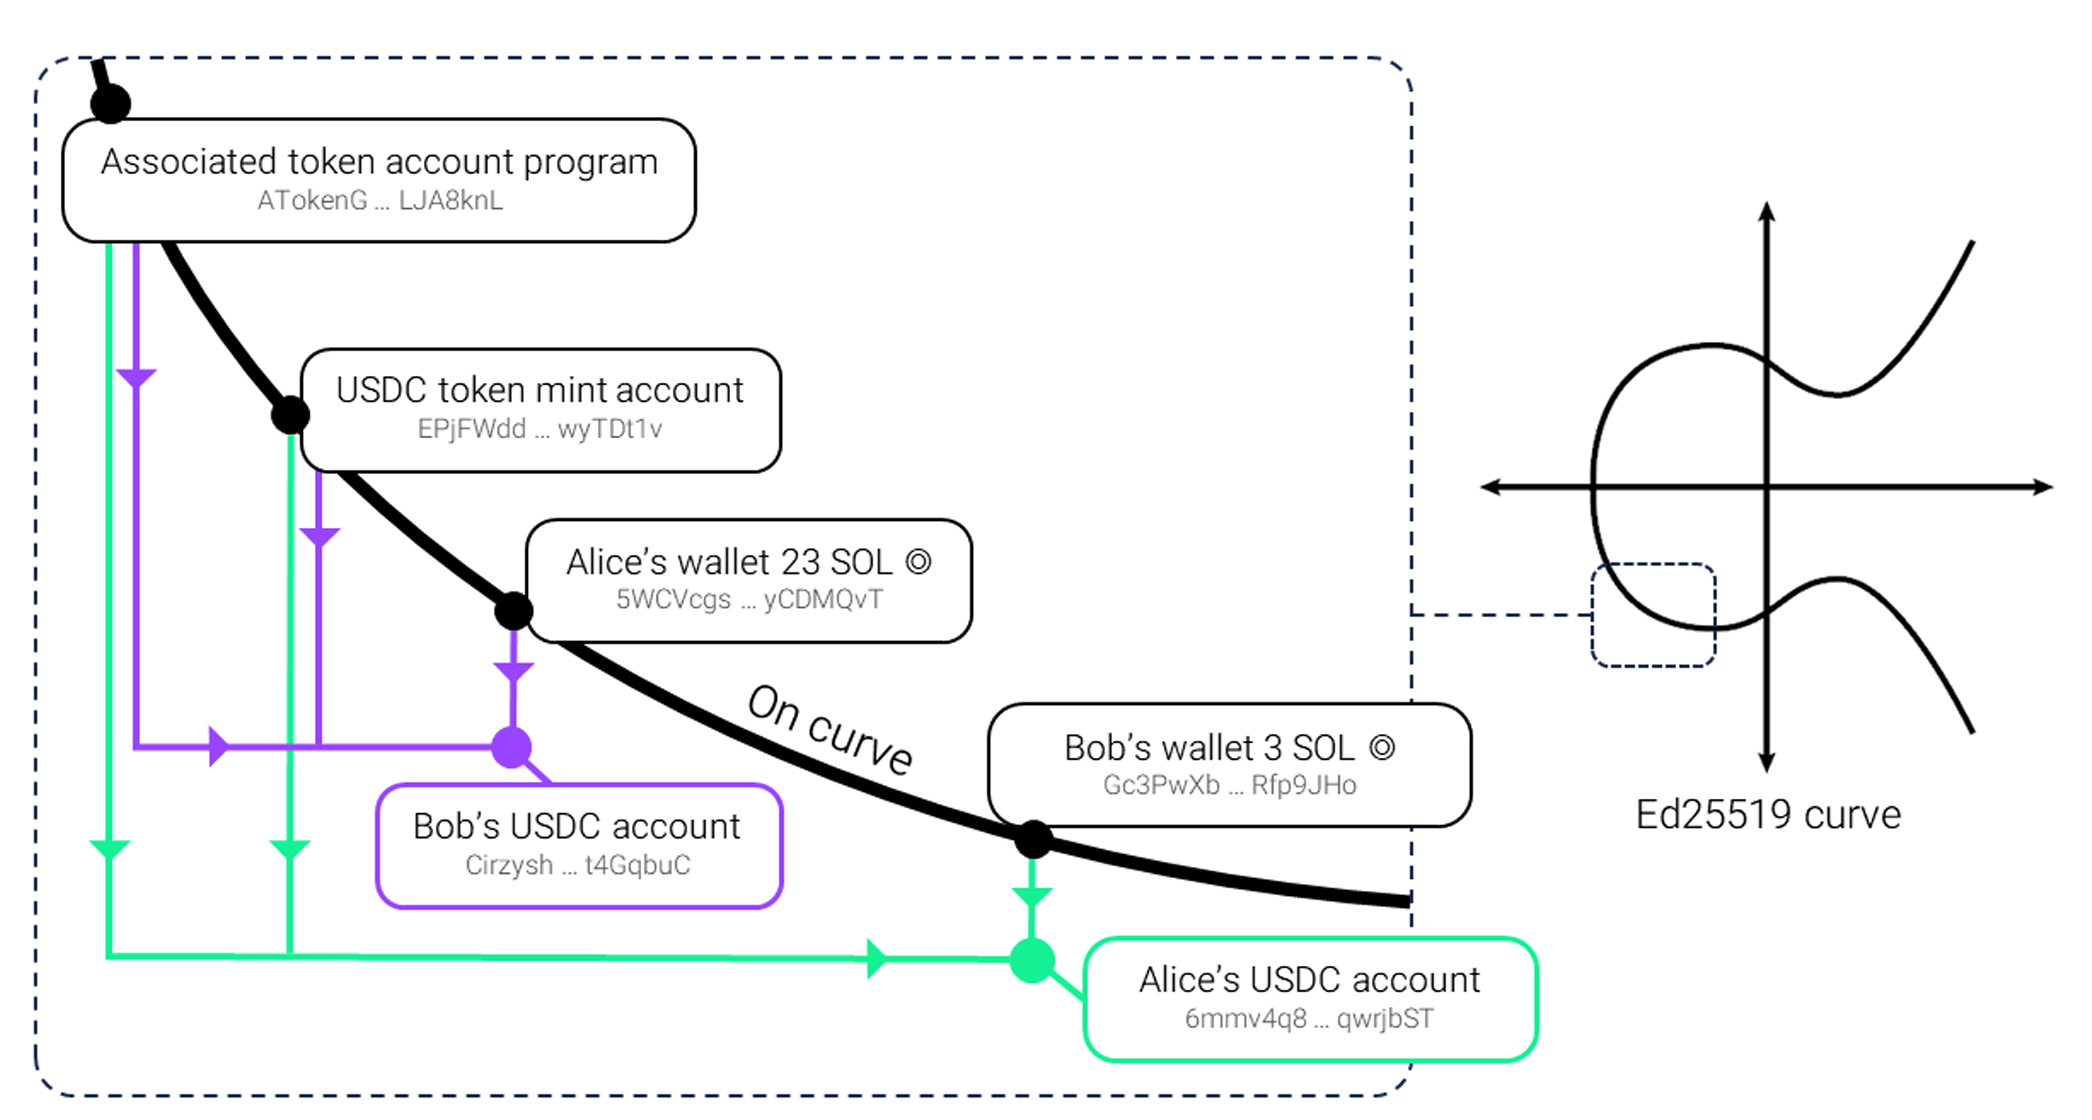 Associated token account program
ATokenG ... LJA8knL
USDC token mint account
EPjFWdd ... wyTDt1v
Alice’s wallet 23 SOL ◎
5WCVcgs ... yCDMQvT
On curve
Bob’s wallet 3 SOL ◎
Gc3PwXb ... Rfp9JHo
Ed25519 curve
Bob’s USDC account
Cirzysh ... t4GqbuC
Alice’s USDC account
6mmv4q8 ... qwrjbST